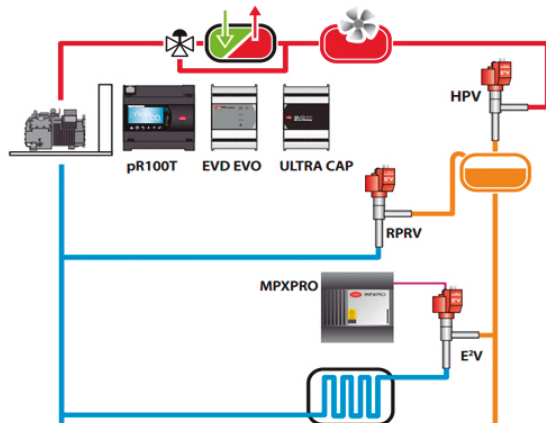 HPV
pR100T
EVD EVO
ULTRA CAP
RPRV
MPXPRO
E²V